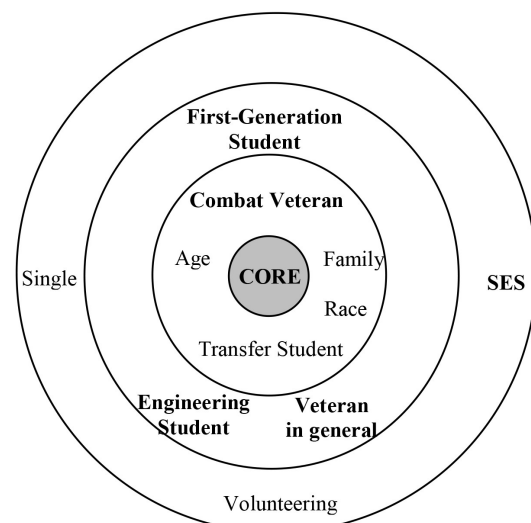 First-Generation
Student
Combat Veteran
Age
Family
CORE
Single
SES
Race
Transfer Student
Engineering
Student
Veteran
in general
Volunteering